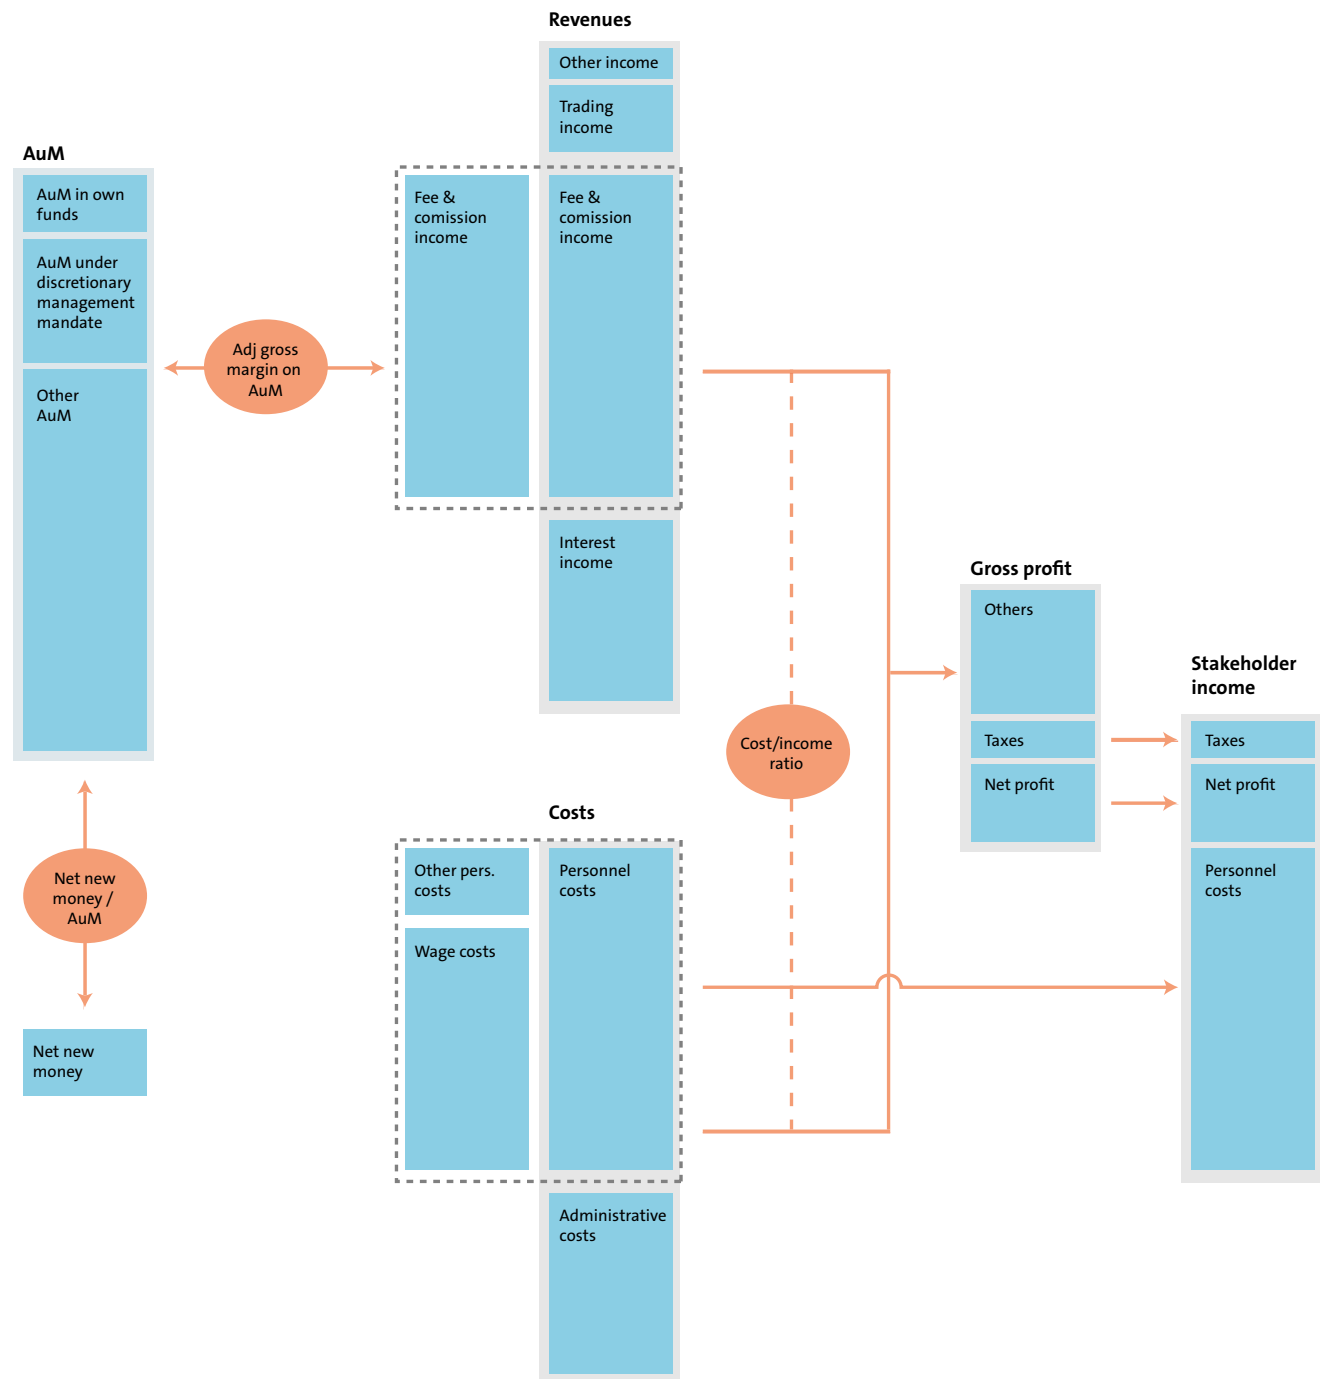 Revenues
Other income
Trading
income
AuM
AuM in own
funds
AuM under
discretionary
management
mandate
Other
AuM
Adj gross
margin on
AuM
Fee &
comission
income
Fee &
comission
income
Interest
income
Gross profit
Others
Taxes
Net profit
Stakeholder
income
Taxes
Net profit
Personnel
costs
Cost/income
ratio
Costs
Other pers.
costs
Wage costs
Personnel
costs
Administrative
costs
Net new
money /
AuM
Net new
money